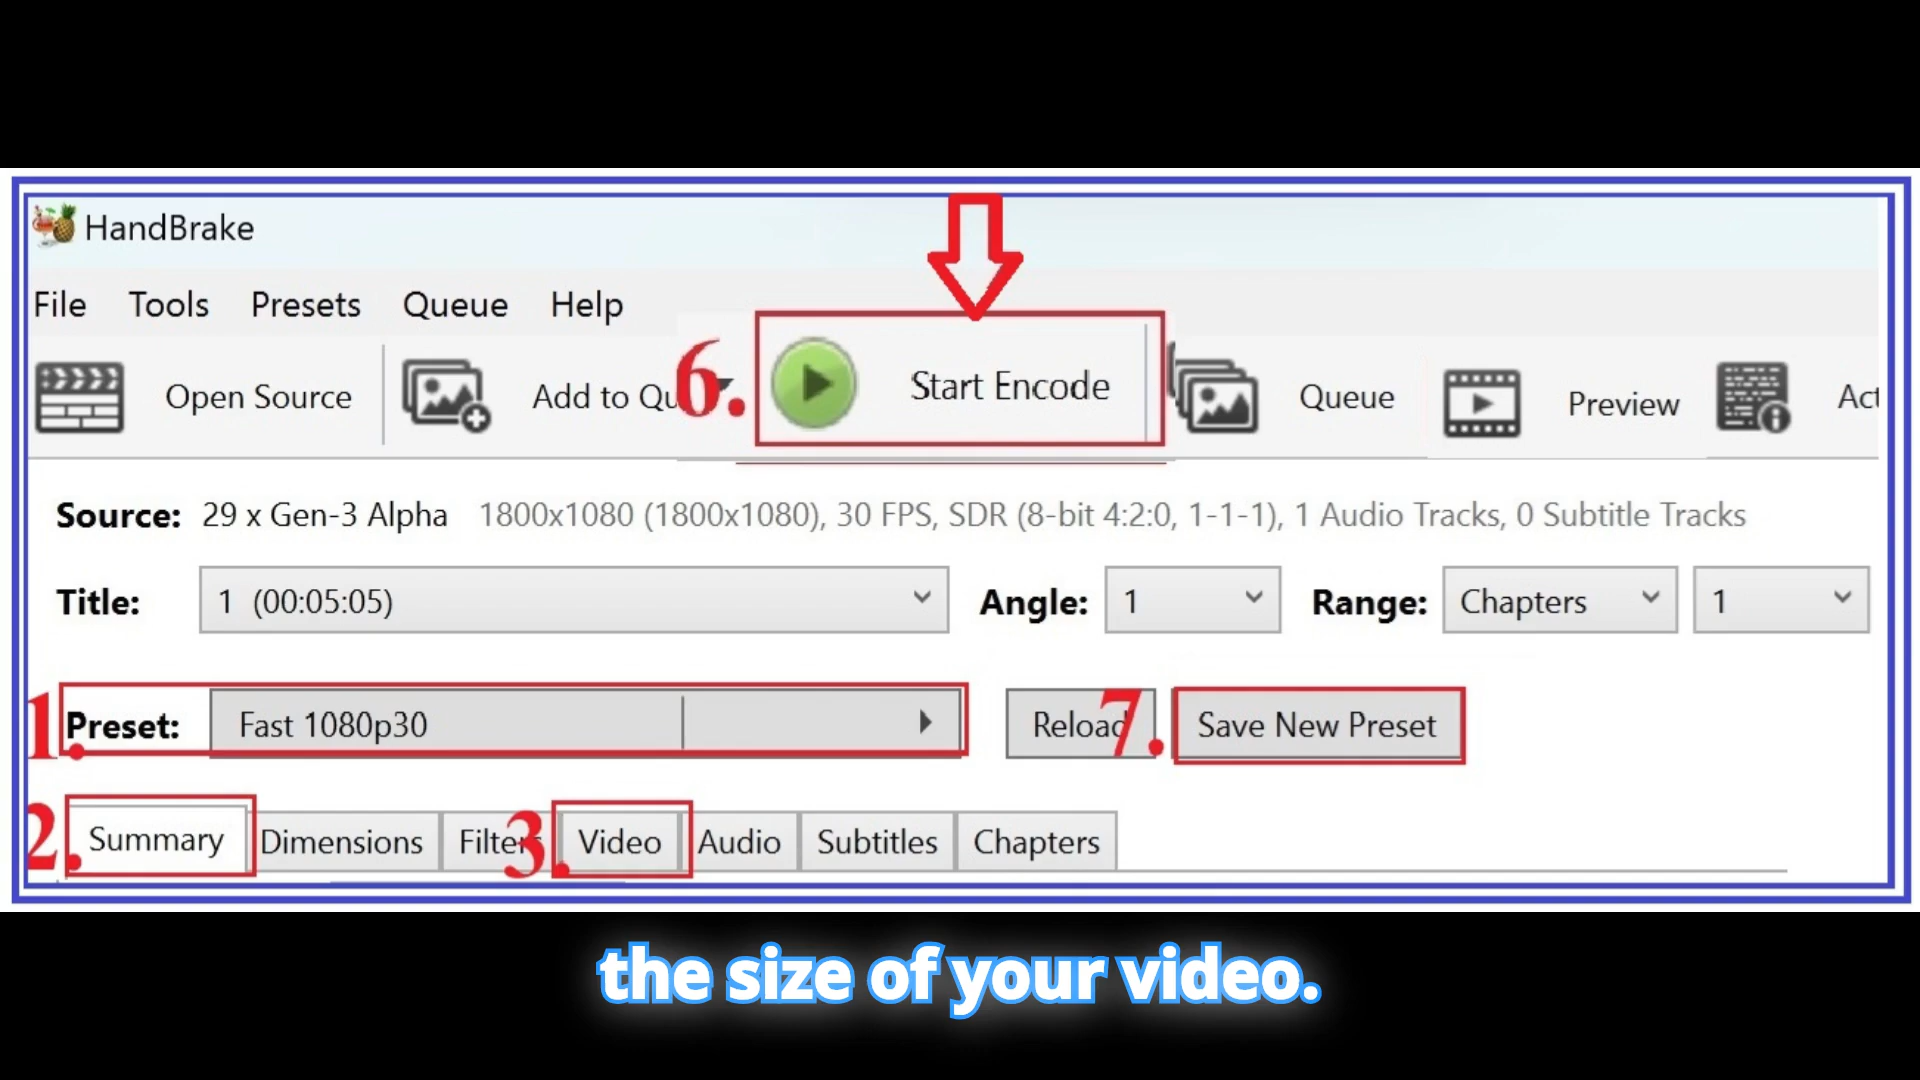 HandBrake
File Tools Presets Queue Help
Open Source Add to Qu 6. Start Encode Queue Preview Act
Source: 29 x Gen-3 Alpha 1800x1080 (1800x1080), 30 FPS, SDR (8-bit 4:2:0, 1-1-1), 1 Audio Tracks, 0 Subtitle Tracks
Title: 1 (00:05:05) Angle: 1 Range: Chapters 1
1. Preset: Fast 1080p30 Reload 7. Save New Preset
2. Summary Dimensions Filters 3. Video Audio Subtitles Chapters
the size of your video.